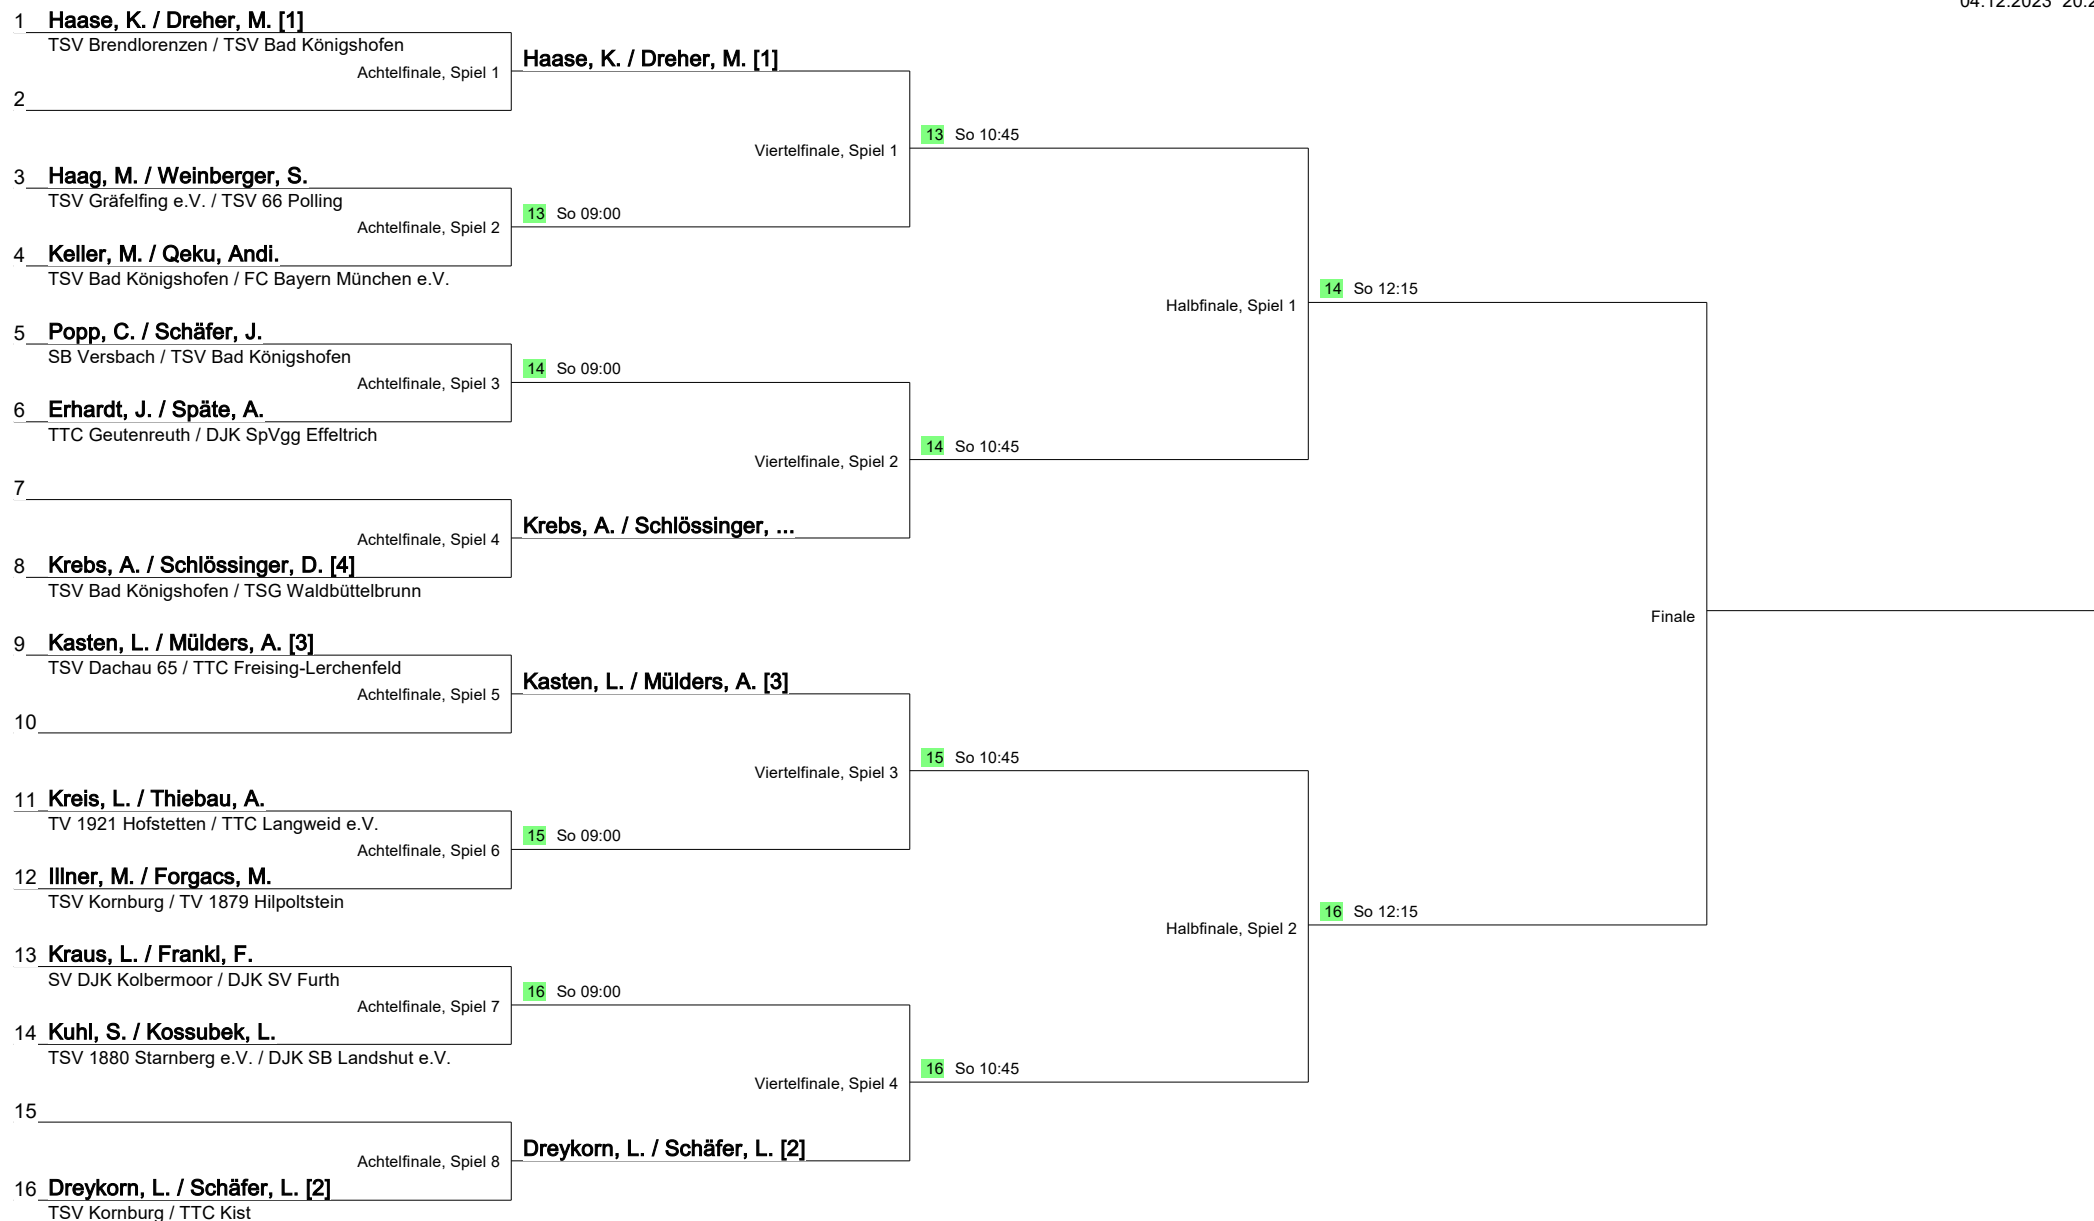 04.12.2023 20:2
1 Haase, K. / Dreher, M. [1]
TSV Brendlorenzen / TSV Bad Königshofen
Achtelfinale, Spiel 1
Haase, K. / Dreher, M. [1]
2
Viertelfinale, Spiel 1
13 So 10:45
3 Haag, M. / Weinberger, S.
TSV Gräfelfing e.V. / TSV 66 Polling
Achtelfinale, Spiel 2
13 So 09:00
4 Keller, M. / Qeku, Andi.
TSV Bad Königshofen / FC Bayern München e.V.
Halbfinale, Spiel 1
14 So 12:15
5 Popp, C. / Schäfer, J.
SB Versbach / TSV Bad Königshofen
Achtelfinale, Spiel 3
14 So 09:00
6 Erhardt, J. / Späte, A.
TTC Geutenreuth / DJK SpVgg Effeltrich
Viertelfinale, Spiel 2
14 So 10:45
7
Achtelfinale, Spiel 4
Krebs, A. / Schlössinger, ...
8 Krebs, A. / Schlössinger, D. [4]
TSV Bad Königshofen / TSG Waldbüttelbrunn
Finale
9 Kasten, L. / Mülders, A. [3]
TSV Dachau 65 / TTC Freising-Lerchenfeld
Achtelfinale, Spiel 5
Kasten, L. / Mülders, A. [3]
10
Viertelfinale, Spiel 3
15 So 10:45
11 Kreis, L. / Thiebau, A.
TV 1921 Hofstetten / TTC Langweid e.V.
Achtelfinale, Spiel 6
15 So 09:00
12 Illner, M. / Forgacs, M.
TSV Kornburg / TV 1879 Hilpoltstein
Halbfinale, Spiel 2
16 So 12:15
13 Kraus, L. / Frankl, F.
SV DJK Kolbermoor / DJK SV Furth
Achtelfinale, Spiel 7
16 So 09:00
14 Kuhl, S. / Kossubek, L.
TSV 1880 Starnberg e.V. / DJK SB Landshut e.V.
Viertelfinale, Spiel 4
16 So 10:45
15
Achtelfinale, Spiel 8
Dreykorn, L. / Schäfer, L. [2]
16 Dreykorn, L. / Schäfer, L. [2]
TSV Kornburg / TTC Kist